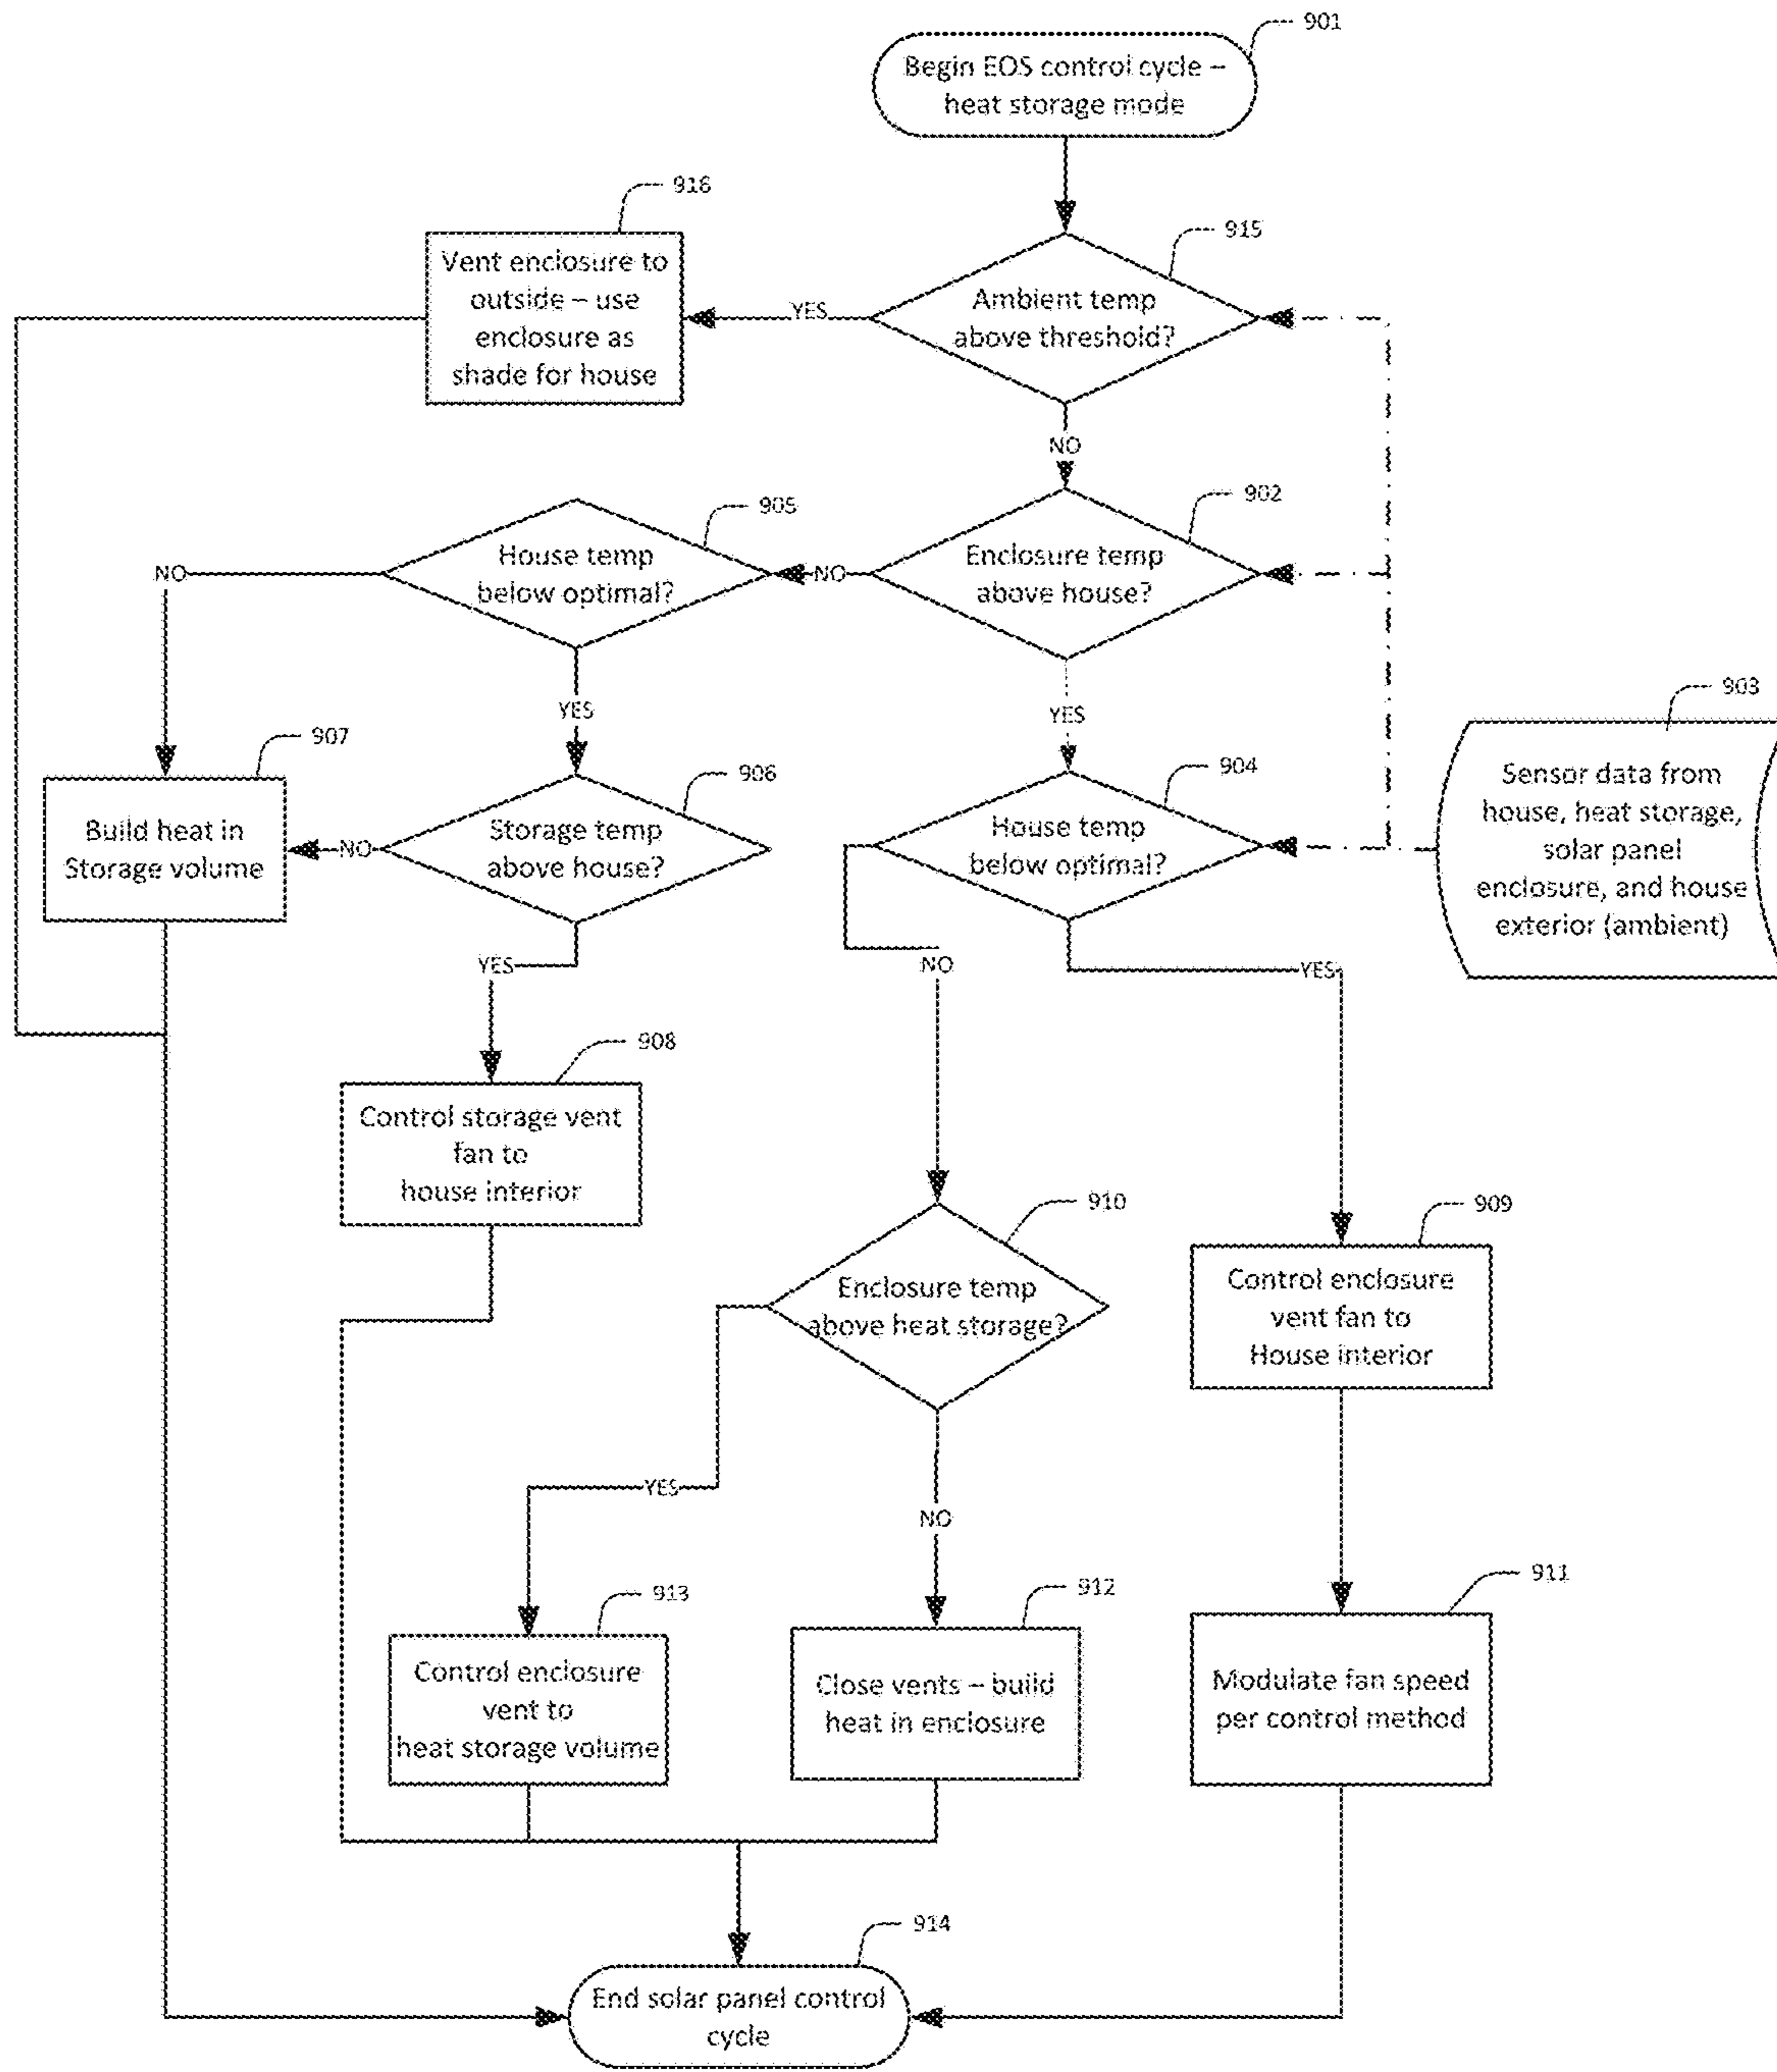 901
Begin EOS control cycle –
heat storage mode
916
Vent enclosure to
outside – use
enclosure as
shade for house
915
Ambient temp
above threshold?
YES
NO
905
House temp
below optimal?
902
Enclosure temp
above house?
NO
NO
YES
YES
903
Sensor data from
house, heat storage,
solar panel
enclosure, and house
exterior (ambient)
907
Build heat in
Storage volume
906
Storage temp
above house?
904
House temp
below optimal?
NO
YES
NO
YES
908
Control storage vent
fan to
house interior
910
Enclosure temp
above heat storage?
909
Control enclosure
vent fan to
House interior
YES
NO
913
Control enclosure
vent to
heat storage volume
912
Close vents – build
heat in enclosure
911
Modulate fan speed
per control method
914
End solar panel control
cycle